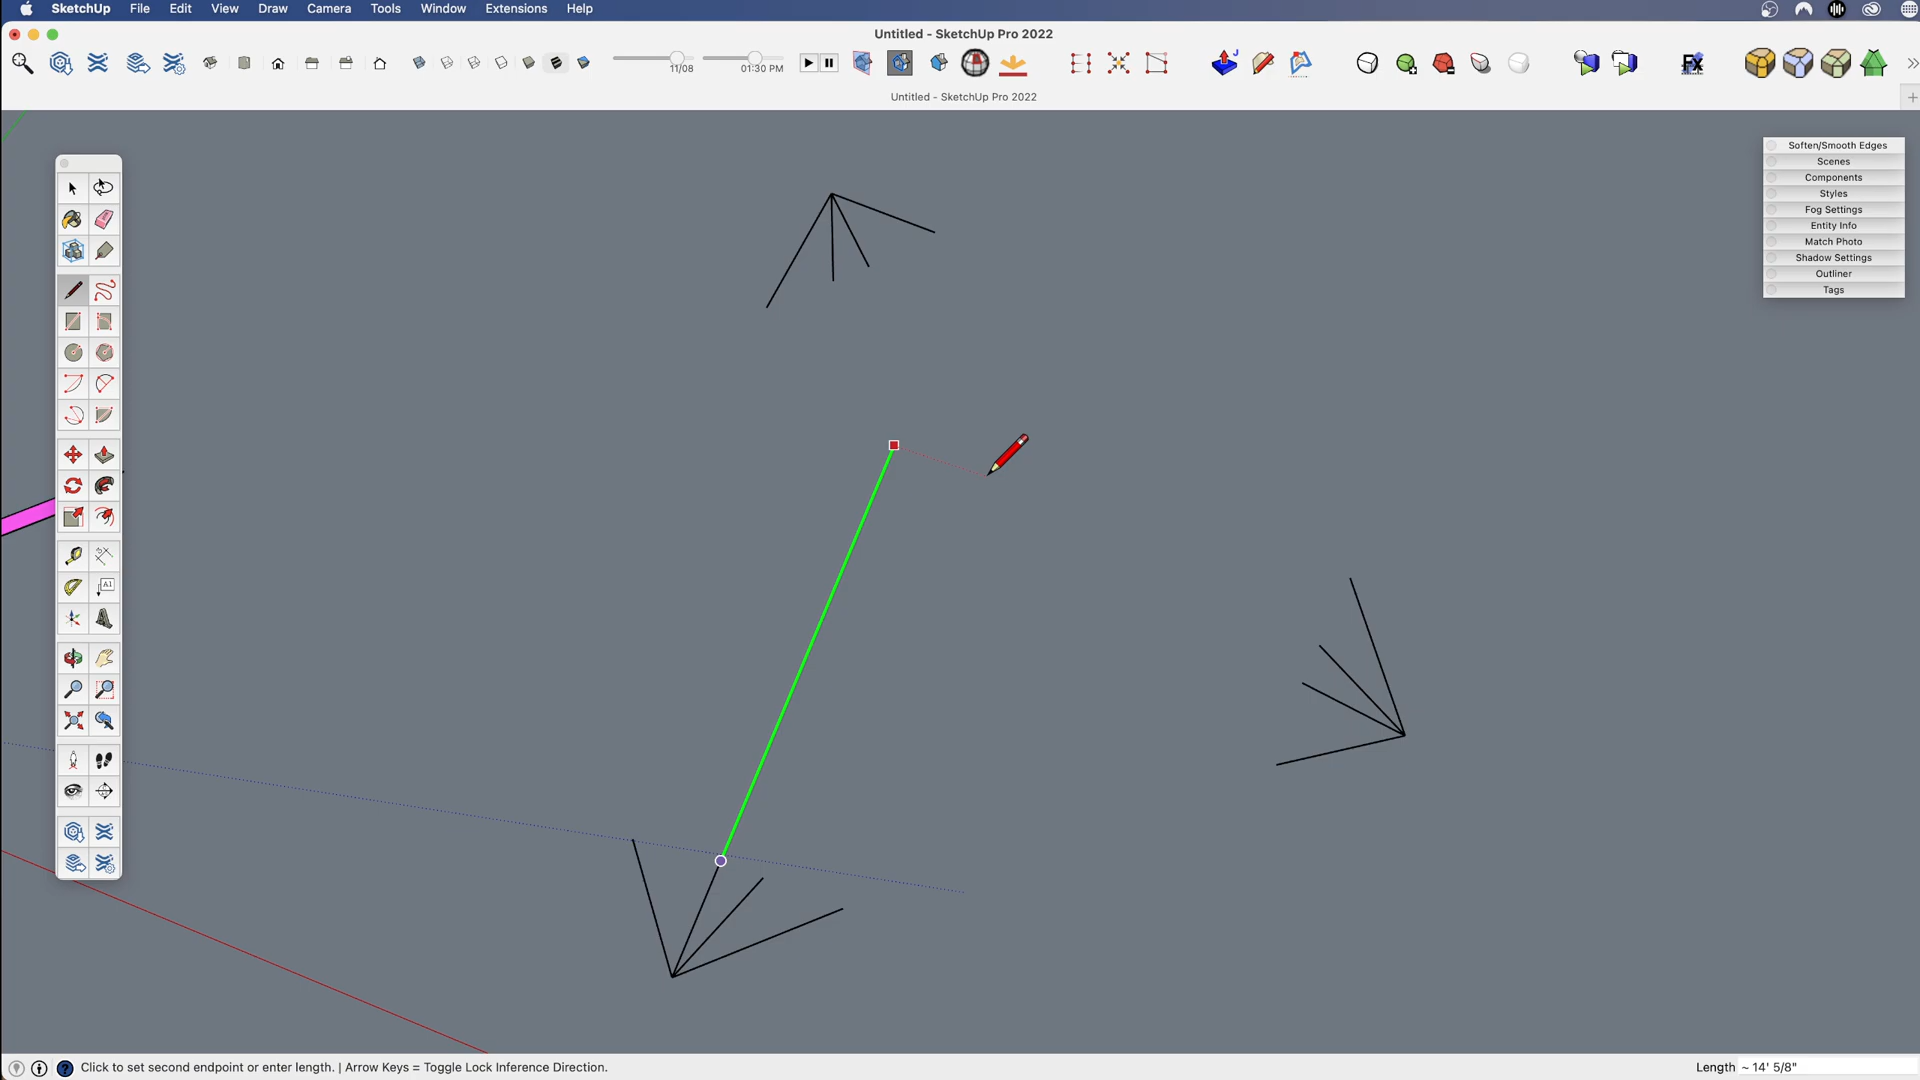 SketchUp File Edit View Draw Camera Tools Window Extensions Help
Untitled - SketchUp Pro 2022
11/08 01:30 PM
Fx
Untitled - SketchUp Pro 2022
Soften/Smooth Edges
Scenes
Components
Styles
Fog Settings
Entity Info
Match Photo
Shadow Settings
Outliner
Tags
A1
Click to set second endpoint or enter length. | Arrow Keys = Toggle Lock Inference Direction.
Length ~ 14' 5/8"